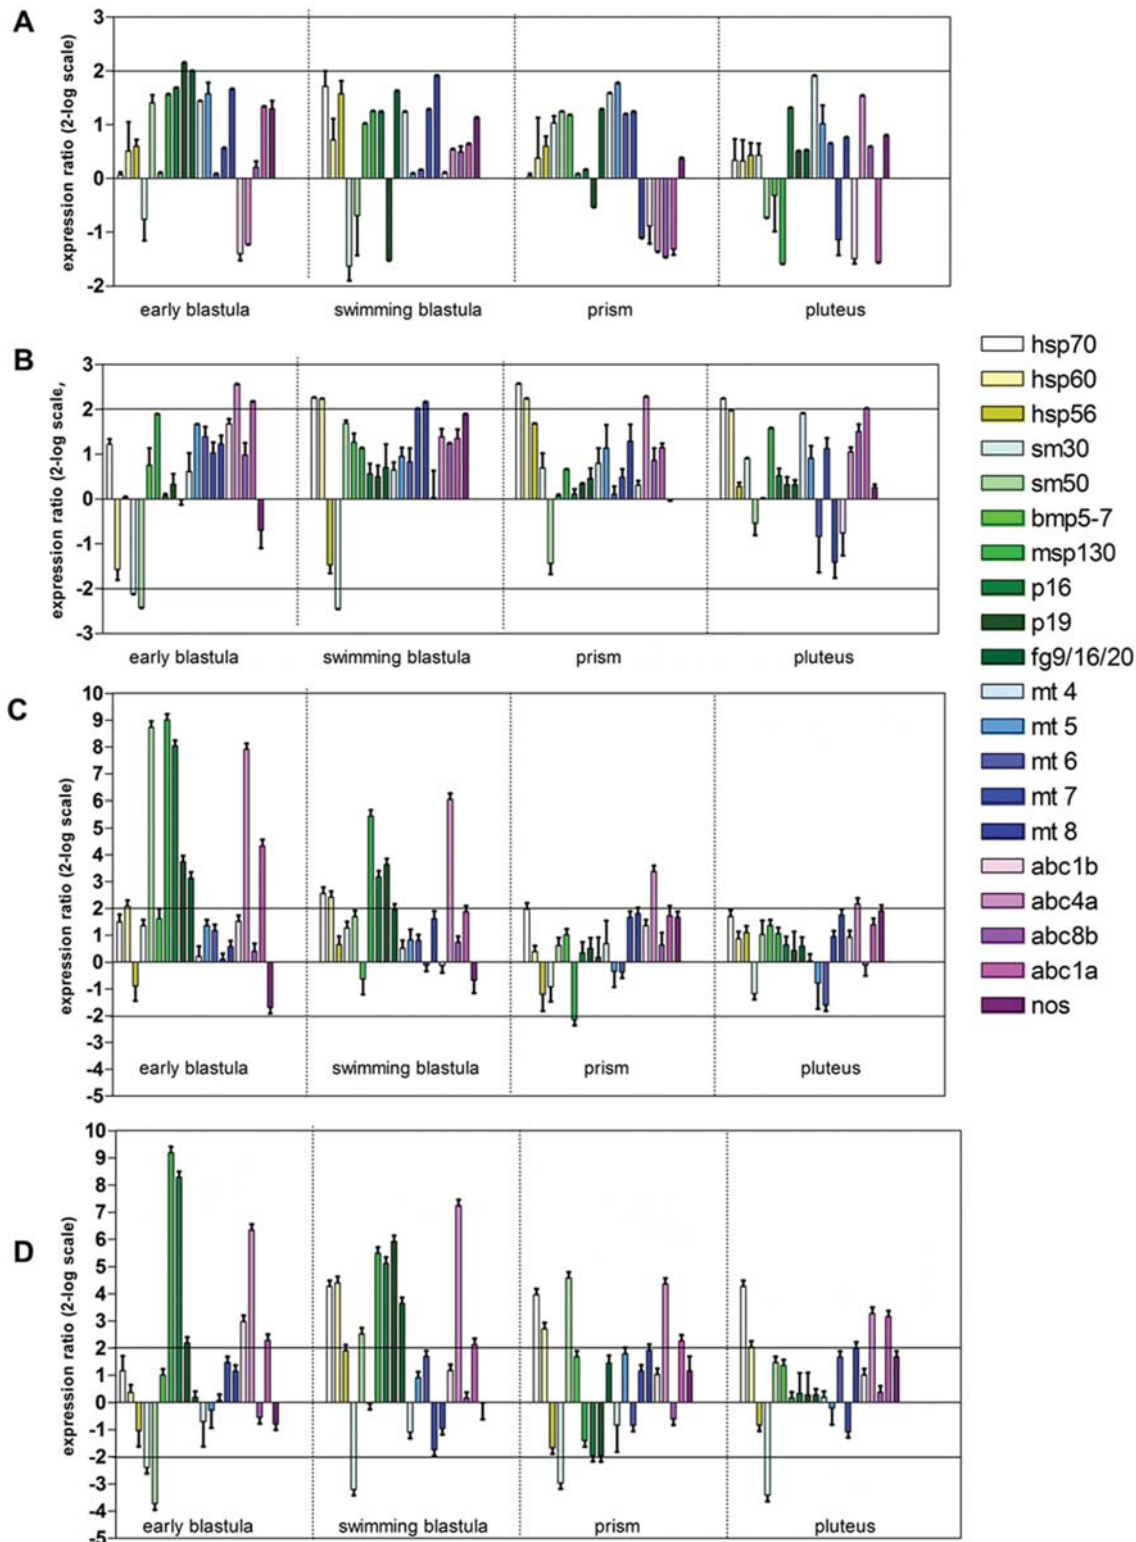 A
expression ratio (2-log scale)
3
2
1
0
-1
-2
early blastula swimming blastula prism pluteus
B
expression ratio (2-log scale,
3
2
1
0
-1
-2
-3
early blastula swimming blastula prism pluteus
hsp70
hsp60
hsp56
sm30
sm50
bmp5-7
msp130
p16
p19
fg9/16/20
mt 4
mt 5
mt 6
mt 7
mt 8
abc1b
abc4a
abc8b
abc1a
nos
C
expression ratio (2-log scale)
10
9
8
7
6
5
4
3
2
1
0
-1
-2
-3
-4
-5
early blastula swimming blastula prism pluteus
D
expression ratio (2-log scale)
10
9
8
7
6
5
4
3
2
1
0
-1
-2
-3
-4
-5
early blastula swimming blastula prism pluteus